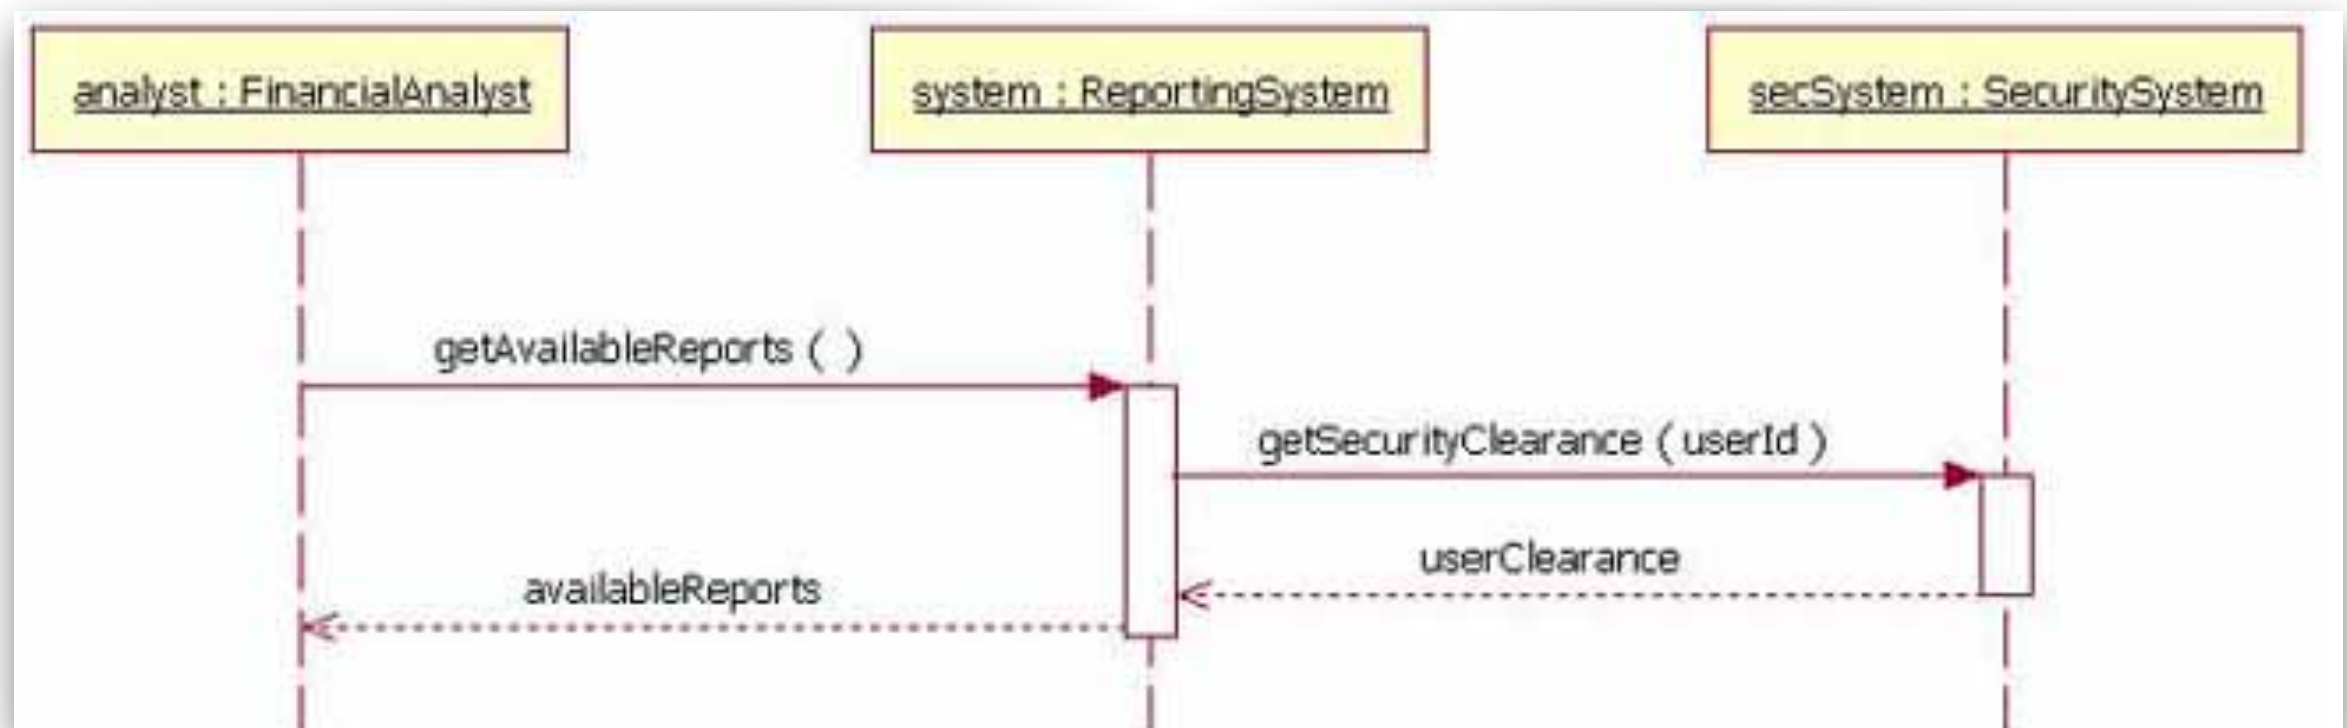 analyst : FinancialAnalyst
system : ReportingSystem
secSystem : SecuritySystem
getAvailableReports ( )
getSecurityClearance ( userId )
userClearance
availableReports